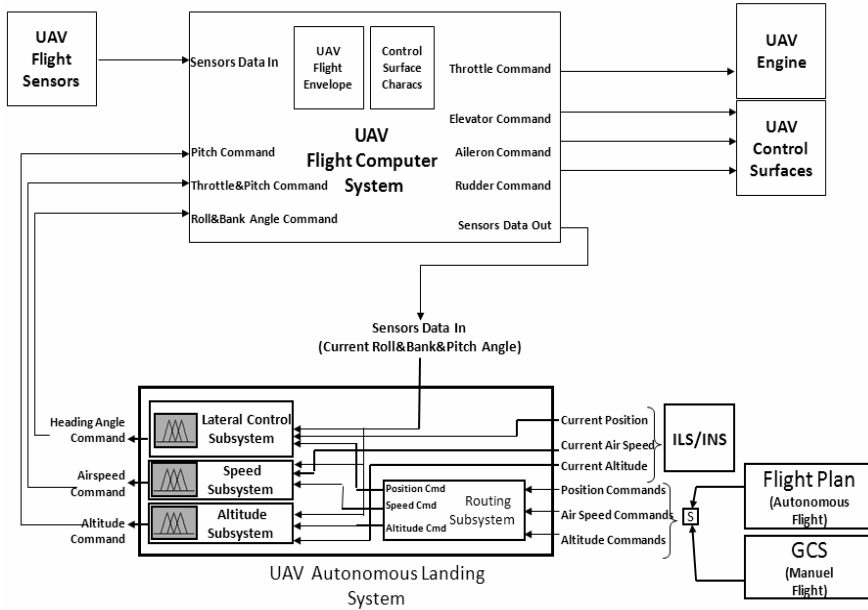 UAV
Flight
Sensors
Sensors Data In
UAV
Flight
Envelope
Control
Surface
Characs
Throttle Command
UAV
Engine
Elevator Command
UAV
Flight Computer
System
Pitch Command
Aileron Command
UAV
Control
Surfaces
Throttle&Pitch Command
Rudder Command
Roll&Bank Angle Command
Sensors Data Out
Sensors Data In
(Current Roll&Bank&Pitch Angle)
Heading Angle
Command
Lateral Control
Subsystem
Current Position
Current Air Speed
Current Altitude
ILS/INS
Airspeed
Command
Speed
Subsystem
Position Cmd
Speed Cmd
Altitude Cmd
Routing
Subsystem
Position Commands
Air Speed Commands
Altitude Commands
S
Flight Plan
(Autonomous
Flight)
Altitude
Command
Altitude
Subsystem
GCS
(Manuel
Flight)
UAV Autonomous Landing
System